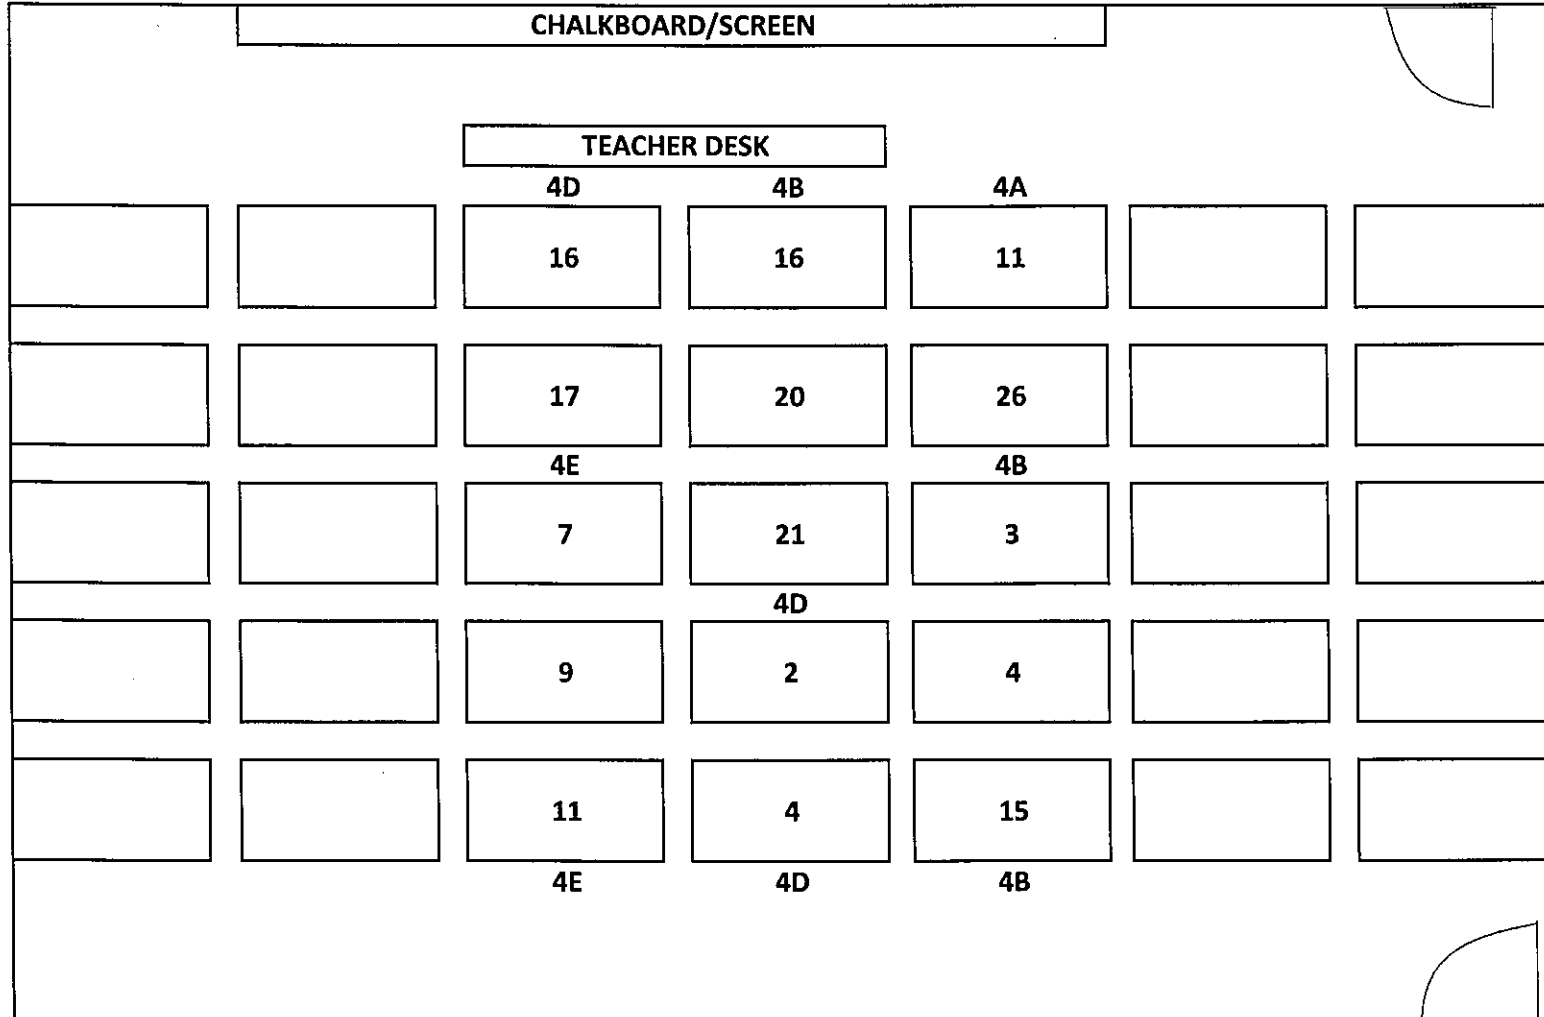 CHALKBOARD/SCREEN
TEACHER DESK
4D 4B 4A
16 16 11
17 20 26
4E 4B
7 21 3
4D
9 2 4
11 4 15
4E 4D 4B